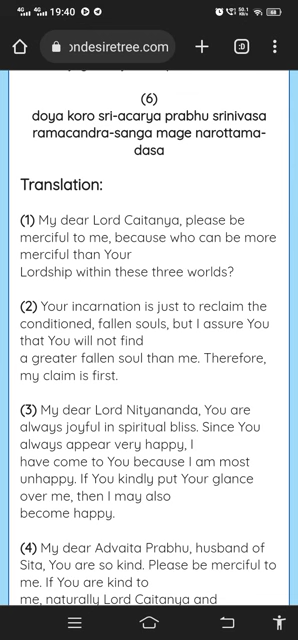 4G 4G 19:40
50.1 KB/s 60
ondesiretree.com
:D
(6)
doya koro sri-acarya prabhu srinivasa
ramacandra-sanga mage narottama-
dasa
Translation:
(1) My dear Lord Caitanya, please be
merciful to me, because who can be more
merciful than Your
Lordship within these three worlds?
(2) Your incarnation is just to reclaim the
conditioned, fallen souls, but I assure You
that You will not find
a greater fallen soul than me. Therefore,
my claim is first.
(3) My dear Lord Nityananda, You are
always joyful in spiritual bliss. Since You
always appear very happy, I
have come to You because I am most
unhappy. If You kindly put Your glance
over me, then I may also
become happy.
(4) My dear Advaita Prabhu, husband of
Sita, You are so kind. Please be merciful to
me. If You are kind to
me, naturally Lord Caitanya and